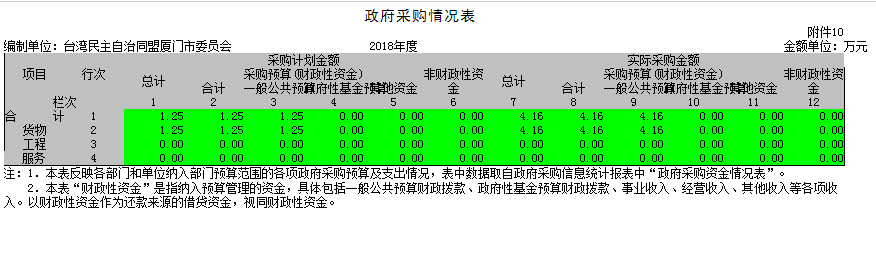 政府采购情况表
附件10
编制单位：台湾民主自治同盟厦门市委员会 2018年度 金额单位：万元
采购计划金额 实际采购金额
项目 行次 总计 采购预算(财政性资金) 非财政性资金 总计 采购预算(财政性资金) 非财政性资金
合计 一般公共预算 政府性基金预算 其他资金 合计 一般公共预算 政府性基金预算 其他资金
栏次 1 2 3 4 5 6 7 8 9 10 11 12
合计 1 1.25 1.25 1.25 0.00 0.00 0.00 4.16 4.16 4.16 0.00 0.00 0.00
货物 2 1.25 1.25 1.25 0.00 0.00 0.00 4.16 4.16 4.16 0.00 0.00 0.00
工程 3 0.00 0.00 0.00 0.00 0.00 0.00 0.00 0.00 0.00 0.00 0.00 0.00
服务 4 0.00 0.00 0.00 0.00 0.00 0.00 0.00 0.00 0.00 0.00 0.00 0.00
注：1. 本表反映各部门和单位纳入部门预算范围的各项政府采购预算及支出情况，表中数据取自政府采购信息统计报表中“政府采购资金情况表”。
2. 本表“财政性资金”是指纳入预算管理的资金，具体包括一般公共预算财政拨款、政府性基金预算财政拨款、事业收入、经营收入、其他收入等各项收
入。以财政性资金作为还款来源的借贷资金，视同财政性资金。